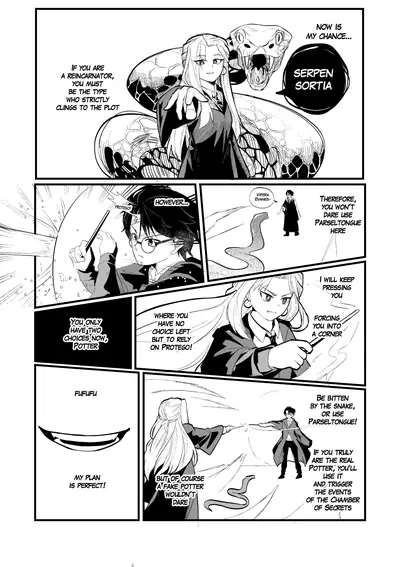 NOW IS
MY CHANCE...
SERPEN
SORTIA
IF YOU ARE
A REINCARNATOR,
YOU MUST
BE THE TYPE
WHO STRICTLY
CLINGS TO THE PLOT
THEREFORE,
YOU WON'T
DARE USE
PARSELTONGUE
HERE
VIPERA
EVANES-
HOWEVER...
PROTEGO
I WILL KEEP
PRESSING
YOU
FORCING
YOU INTO
A CORNER
WHERE YOU
HAVE NO
CHOICE LEFT
BUT TO RELY
ON PROTEGO!
YOU ONLY
HAVE TWO
CHOICES NOW,
POTTER
BE BITTEN
BY THE SNAKE,
OR USE
PARSELTONGUE!
IF YOU TRULY
ARE THE REAL
POTTER, YOU'LL
USE IT
AND TRIGGER
THE EVENTS
OF THE CHAMBER
OF SECRETS
BUT OF COURSE
A FAKE POTTER
WOULDN'T
DARE
FUFUFU
MY PLAN
IS PERFECT!